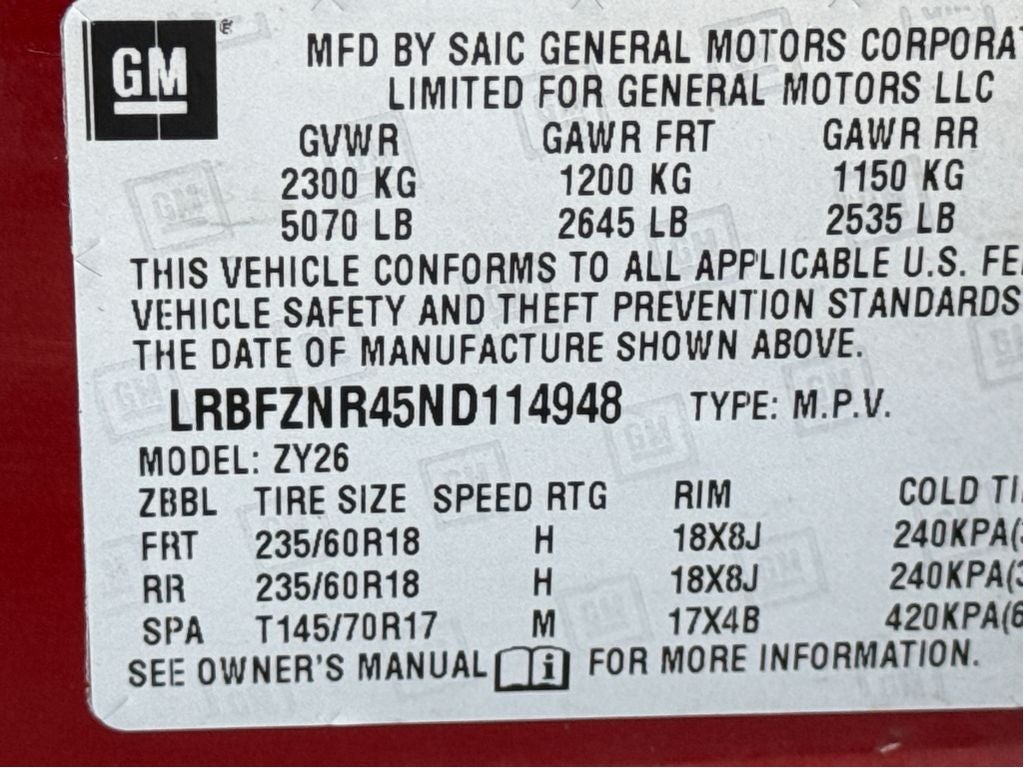 GM
MFD BY SAIC GENERAL MOTORS CORPORAT
LIMITED FOR GENERAL MOTORS LLC
GVWR GAWR FRT GAWR RR
2300 KG 1200 KG 1150 KG
5070 LB 2645 LB 2535 LB
THIS VEHICLE CONFORMS TO ALL APPLICABLE U.S. FE
VEHICLE SAFETY AND THEFT PREVENTION STANDARDS
THE DATE OF MANUFACTURE SHOWN ABOVE.
LRBFZNR45ND114948 TYPE: M.P.V.
MODEL: ZY26
ZBBL TIRE SIZE SPEED RTG RIM COLD TI
FRT 235/60R18 H 18X8J 240KPA(
RR 235/60R18 H 18X8J 240KPA(
SPA T145/70R17 M 17X4B 420KPA(6
SEE OWNER'S MANUAL i FOR MORE INFORMATION.